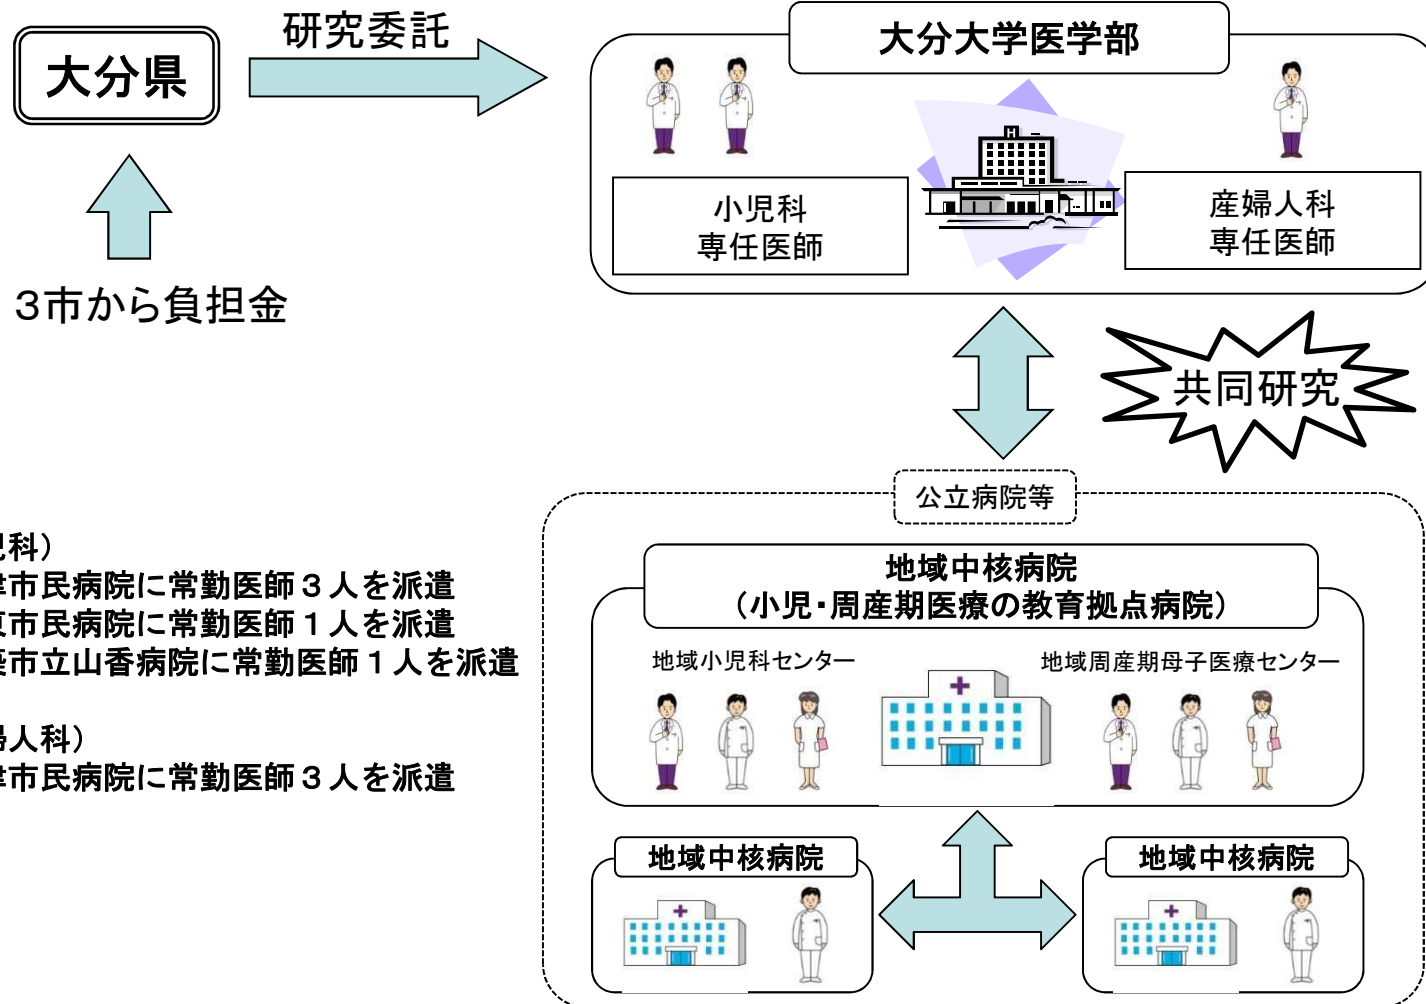 大分県
研究委託
大分大学医学部
小児科
専任医師
産婦人科
専任医師
3市から負担金
共同研究
公立病院等
地域中核病院
（小児・周産期医療の教育拠点病院）
地域小児科センター
地域周産期母子医療センター
地域中核病院
地域中核病院
児科）
市民病院に常勤医師３人を派遣
市民病院に常勤医師１人を派遣
市立山香病院に常勤医師１人を派遣
婦人科）
市民病院に常勤医師３人を派遣